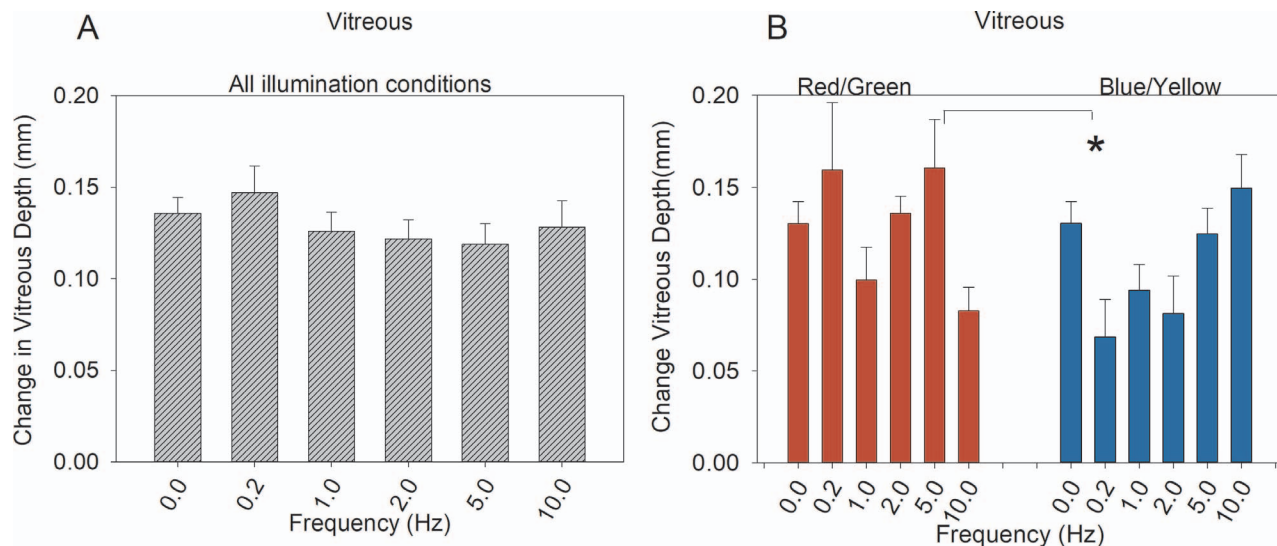 A
Vitreous
All illumination conditions
Change in Vitreous Depth (mm)
0.20
0.15
0.10
0.05
0.00
0.0 0.2 1.0 2.0 5.0 10.0
Frequency (Hz)
B
Vitreous
Red/Green Blue/Yellow
Change Vitreous Depth(mm)
0.20
0.15
0.10
0.05
0.00
*
0.0 0.2 1.0 2.0 5.0 10.0 0.0 0.2 1.0 2.0 5.0 10.0
Frequency (Hz)